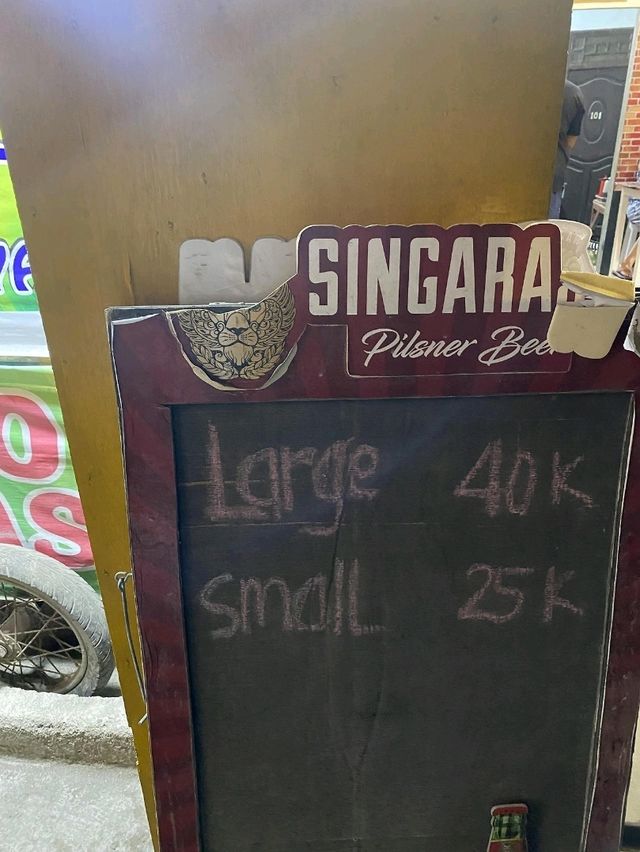 101
SINGARA
Pilsner Beer
Large 40K
small 25K